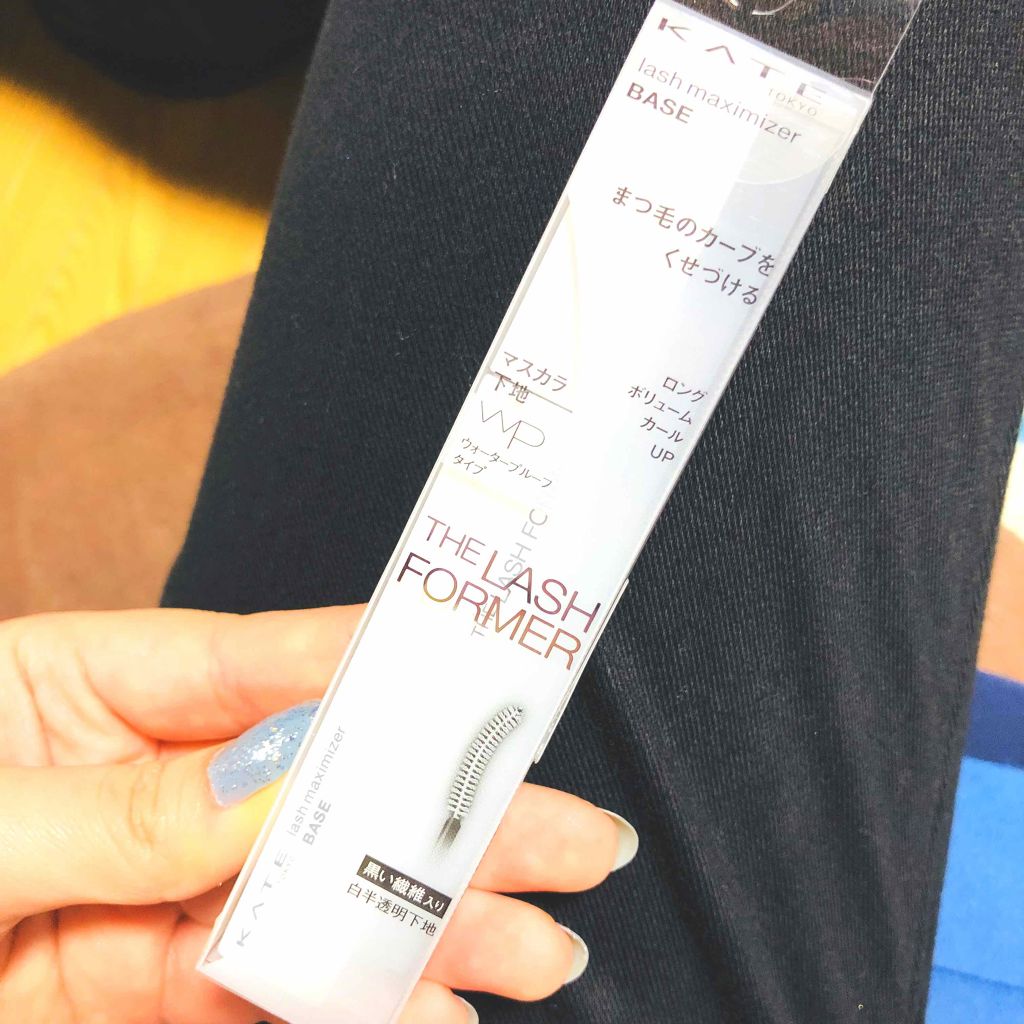 KATE
TOKYO
lash maximizer
BASE
まつ毛のカーブを
くせづける
マスカラ
下地
WP
ウォータープルーフ
タイプ
ロング
ボリューム
カール
UP
THE LASH
FORMER
THE LASH FO
黒い繊維入り
白半透明下地
KATE
lash maximizer
BASE